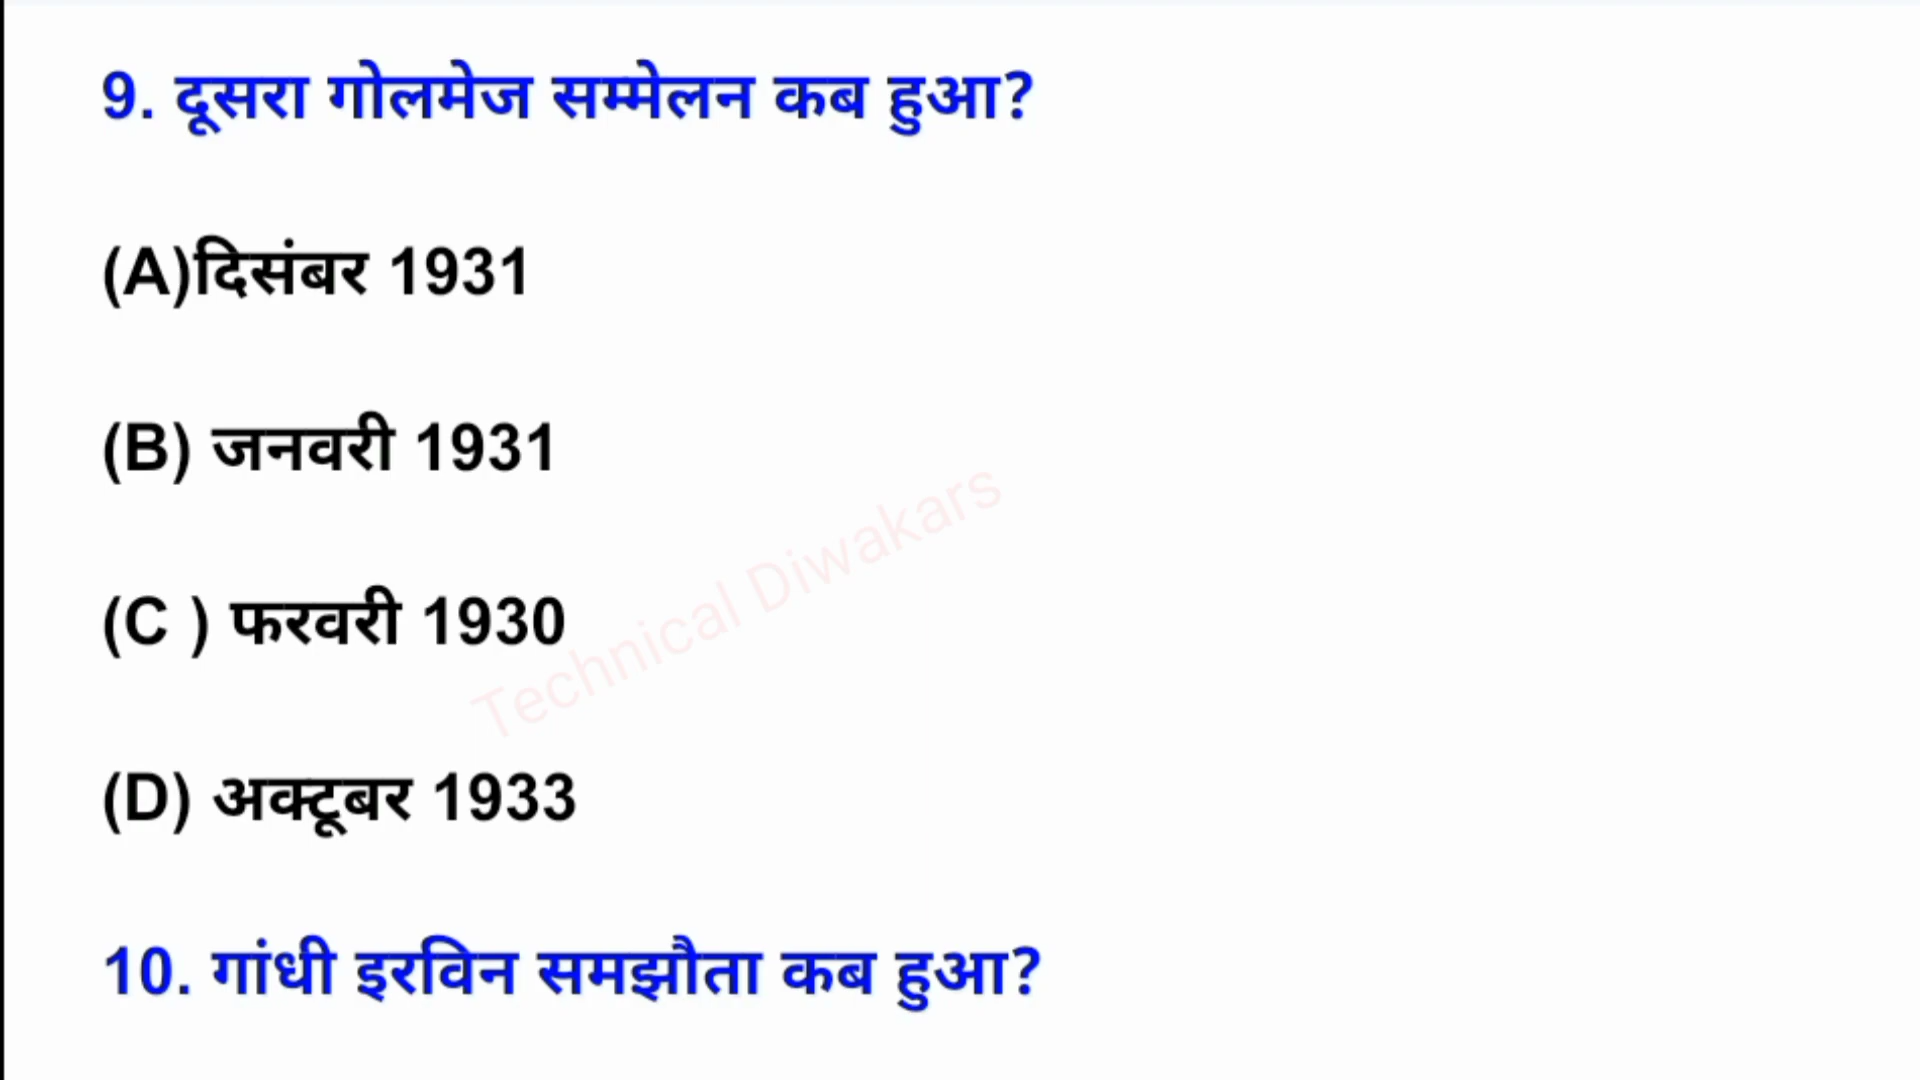 9. दूसरा गोलमेज सम्मेलन कब हुआ?
(A)दिसंबर 1931
(B) जनवरी 1931
(C ) फरवरी 1930
Technical Diwakars
(D) अक्टूबर 1933
10. गांधी इरविन समझौता कब हुआ?